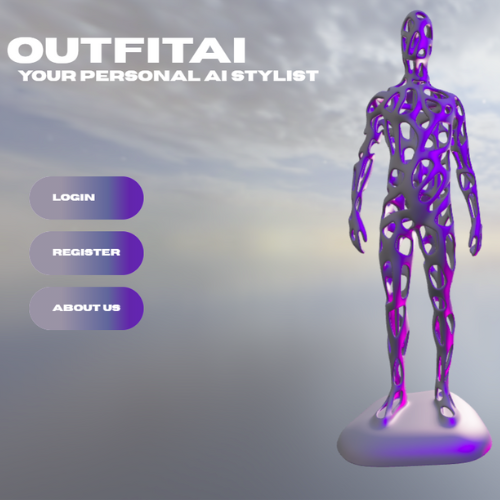 OUTFITAI
YOUR PERSONAL AI STYLIST
LOGIN
REGISTER
ABOUT US